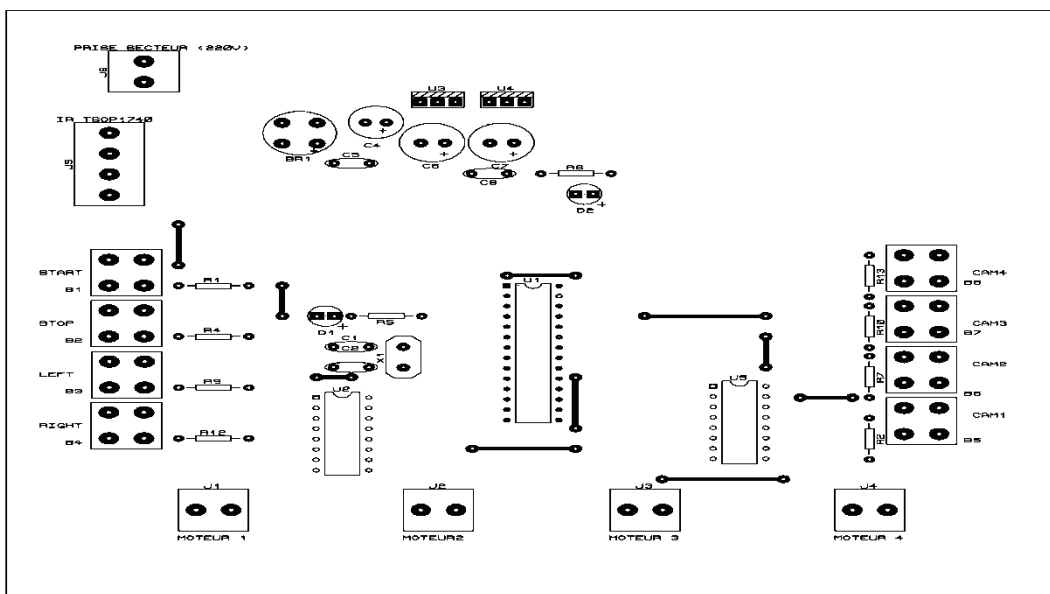 PRISE SECTEUR (220V)
J6
IR TSOP1740
J5
BR1
C4
C5
U3
U4
C6
C7
C8
R6
D2
START
B1
R1
STOP
B2
R4
LEFT
B3
R9
RIGHT
B4
R12
D1
R5
C1
C2
X1
U2
U1
U5
R13
CAM4
B8
R10
CAM3
B7
R7
CAM2
B6
R2
CAM1
B5
J1
MOTEUR 1
J2
MOTEUR2
J3
MOTEUR 3
J4
MOTEUR 4